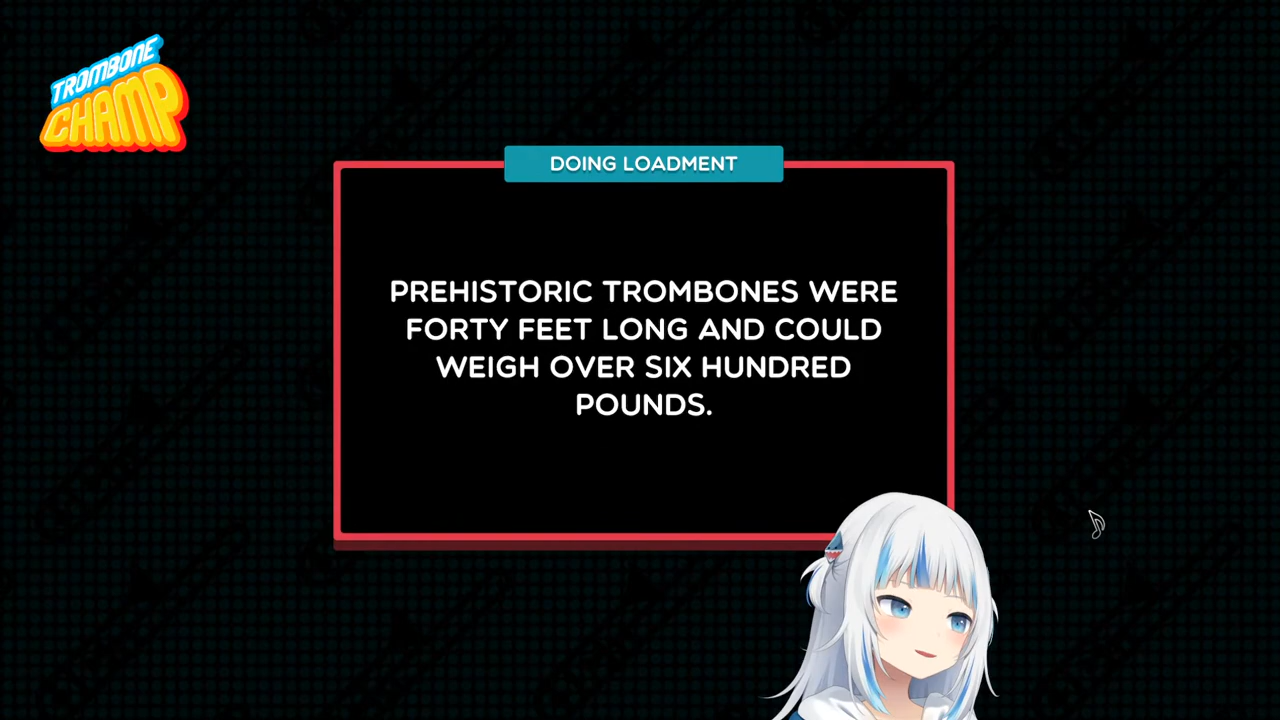 TROMBONE
CHAMP
DOING LOADMENT
PREHISTORIC TROMBONES WERE
FORTY FEET LONG AND COULD
WEIGH OVER SIX HUNDRED
POUNDS.